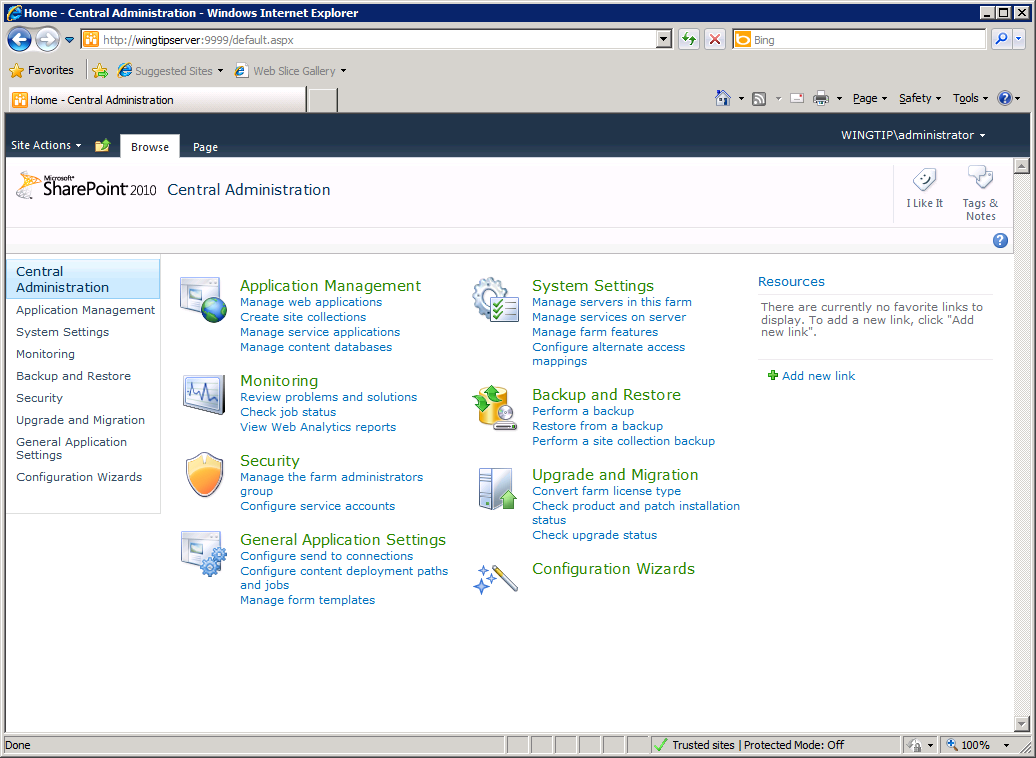 Home - Central Administration - Windows Internet Explorer
http://wingtipserver:9999/default.aspx
Bing
Favorites
Suggested Sites
Web Slice Gallery
Home - Central Administration
Page
Safety
Tools
Site Actions
Browse
Page
WINGTIP\administrator
Microsoft
SharePoint 2010
Central Administration
I Like It
Tags &
Notes
Central
Administration
Application Management
System Settings
Monitoring
Backup and Restore
Security
Upgrade and Migration
General Application
Settings
Configuration Wizards
Application Management
Manage web applications
Create site collections
Manage service applications
Manage content databases
Monitoring
Review problems and solutions
Check job status
View Web Analytics reports
Security
Manage the farm administrators
group
Configure service accounts
General Application Settings
Configure send to connections
Configure content deployment paths
and jobs
Manage form templates
System Settings
Manage servers in this farm
Manage services on server
Manage farm features
Configure alternate access
mappings
Backup and Restore
Perform a backup
Restore from a backup
Perform a site collection backup
Upgrade and Migration
Convert farm license type
Check product and patch installation
status
Check upgrade status
Configuration Wizards
Resources
There are currently no favorite links to
display. To add a new link, click "Add
new link".
Add new link
Done
Trusted sites | Protected Mode: Off
100%